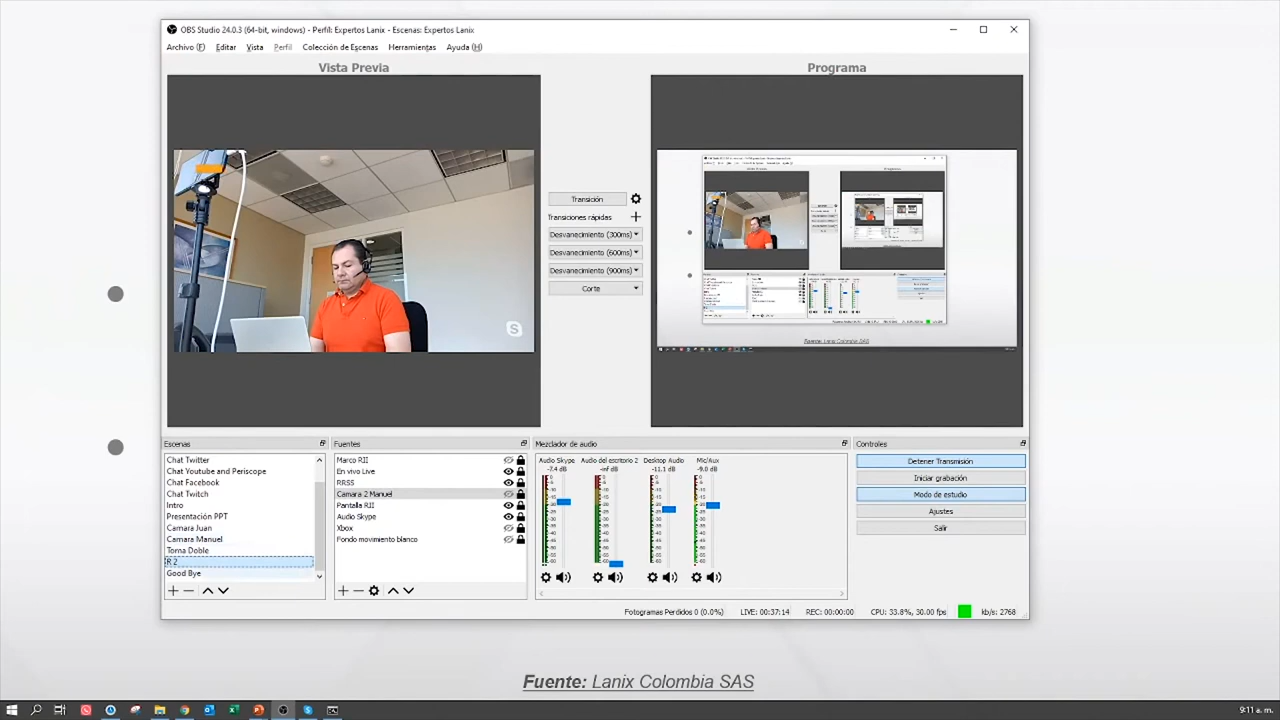 OBS Studio 24.0.3 (64-bit, windows) - Perfil: Expertos Lanix - Escenas: Expertos Lanix
Archivo (F) Editar Vista Perfil Colección de Escenas Herramientas Ayuda (H)
Vista Previa
Programa
Transición
Transiciones rápidas
Desvanecimiento (300ms)
Desvanecimiento (600ms)
Desvanecimiento (900ms)
Corte
Fuente: Lanix Colombia SAS
Escenas
Chat Twitter
Chat Youtube and Periscope
Chat Facebook
Chat Twitch
Intro
Presentación PPT
Camara Juan
Camara Manuel
Toma Doble
R 2
Good Bye
Fuentes
Marco RII
En vivo Live
RRSS
Camara 2 Manuel
Pantalla RII
Audio Skype
Xbox
Fondo movimiento blanco
Mezclador de audio
Audio Skype Audio del escritorio 2 Desktop Audio Mic/Aux
-7.4 dB -inf dB -11.1 dB -9.0 dB
Controles
Detener Transmisión
Iniciar grabación
Modo de estudio
Ajustes
Salir
Fotogramas Perdidos 0 (0.0%) LIVE: 00:37:14 REC: 00:00:00 CPU: 33.8%, 30.00 fps kb/s: 2768
Fuente: Lanix Colombia SAS
9:11 a. m.